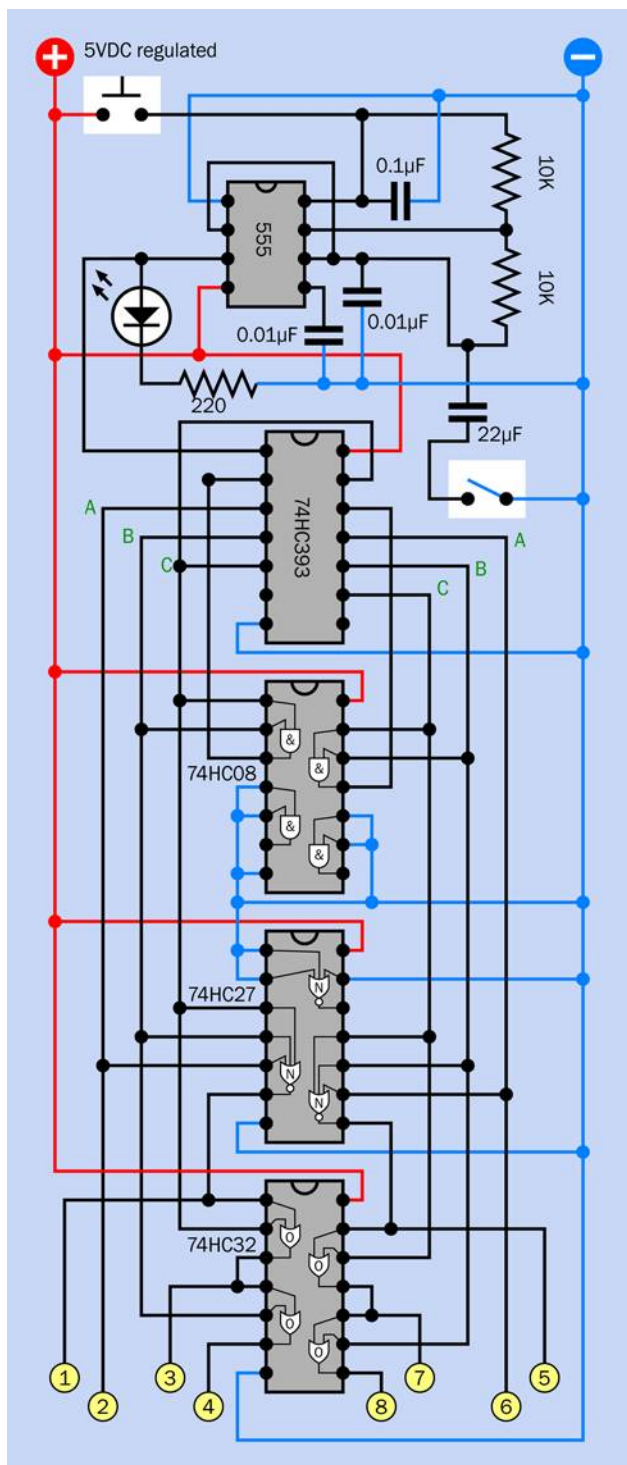 +
−
5VDC regulated
0.1µF
10K
555
10K
0.01µF
0.01µF
220
22µF
74HC393
A
A
B
B
C
C
&
&
74HC08
&
&
N
74HC27
N
N
74HC32
O
O
O
O
1
3
7
5
2
4
8
6